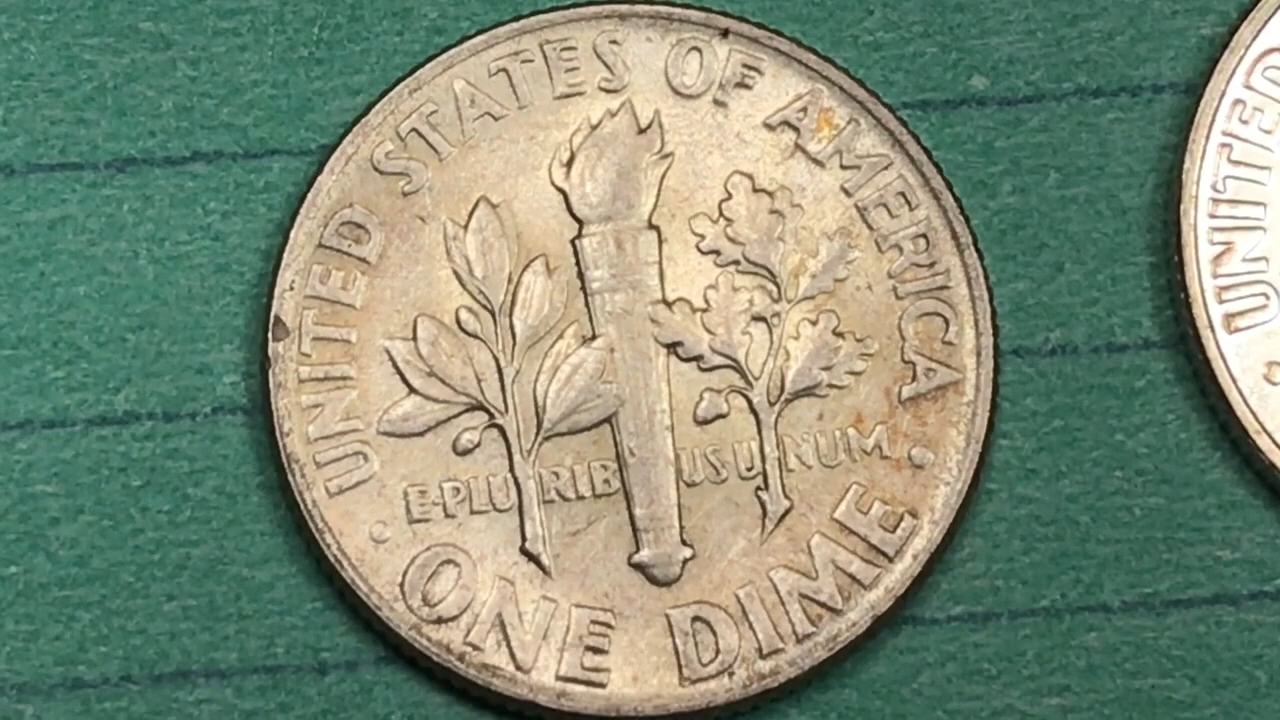 UNITED STATES OF AMERICA
E·PLURIBUS UNUM
· ONE DIME ·
UNITED